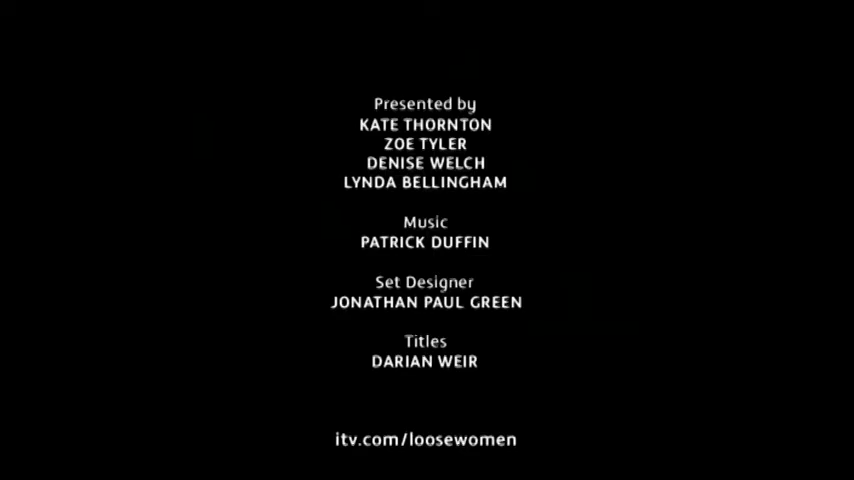 Presented by
KATE THORNTON
ZOE TYLER
DENISE WELCH
LYNDA BELLINGHAM
Music
PATRICK DUFFIN
Set Designer
JONATHAN PAUL GREEN
Titles
DARIAN WEIR
itv.com/loosewomen